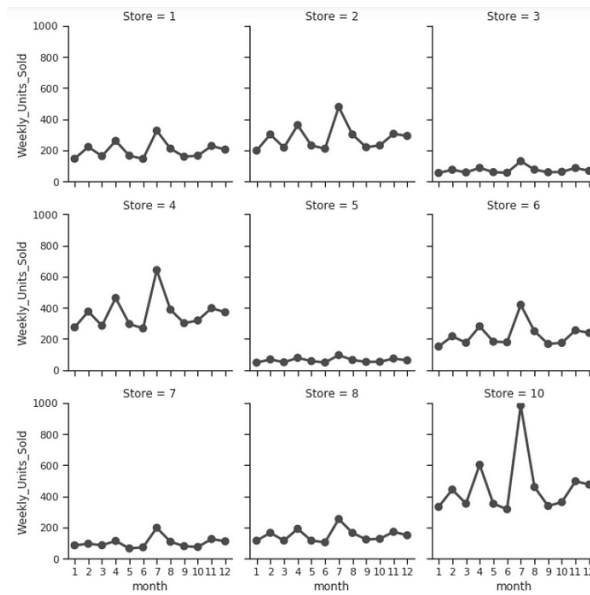 Store = 1
Store = 2
Store = 3
Weekly_Units_Sold
1000
800
600
400
200
0
Store = 4
Store = 5
Store = 6
Weekly_Units_Sold
1000
800
600
400
200
0
Store = 7
Store = 8
Store = 10
Weekly_Units_Sold
1000
800
600
400
200
0
1 2 3 4 5 6 7 8 9 10 11 12
1 2 3 4 5 6 7 8 9 10 11 12
1 2 3 4 5 6 7 8 9 10 11 12
month
month
month